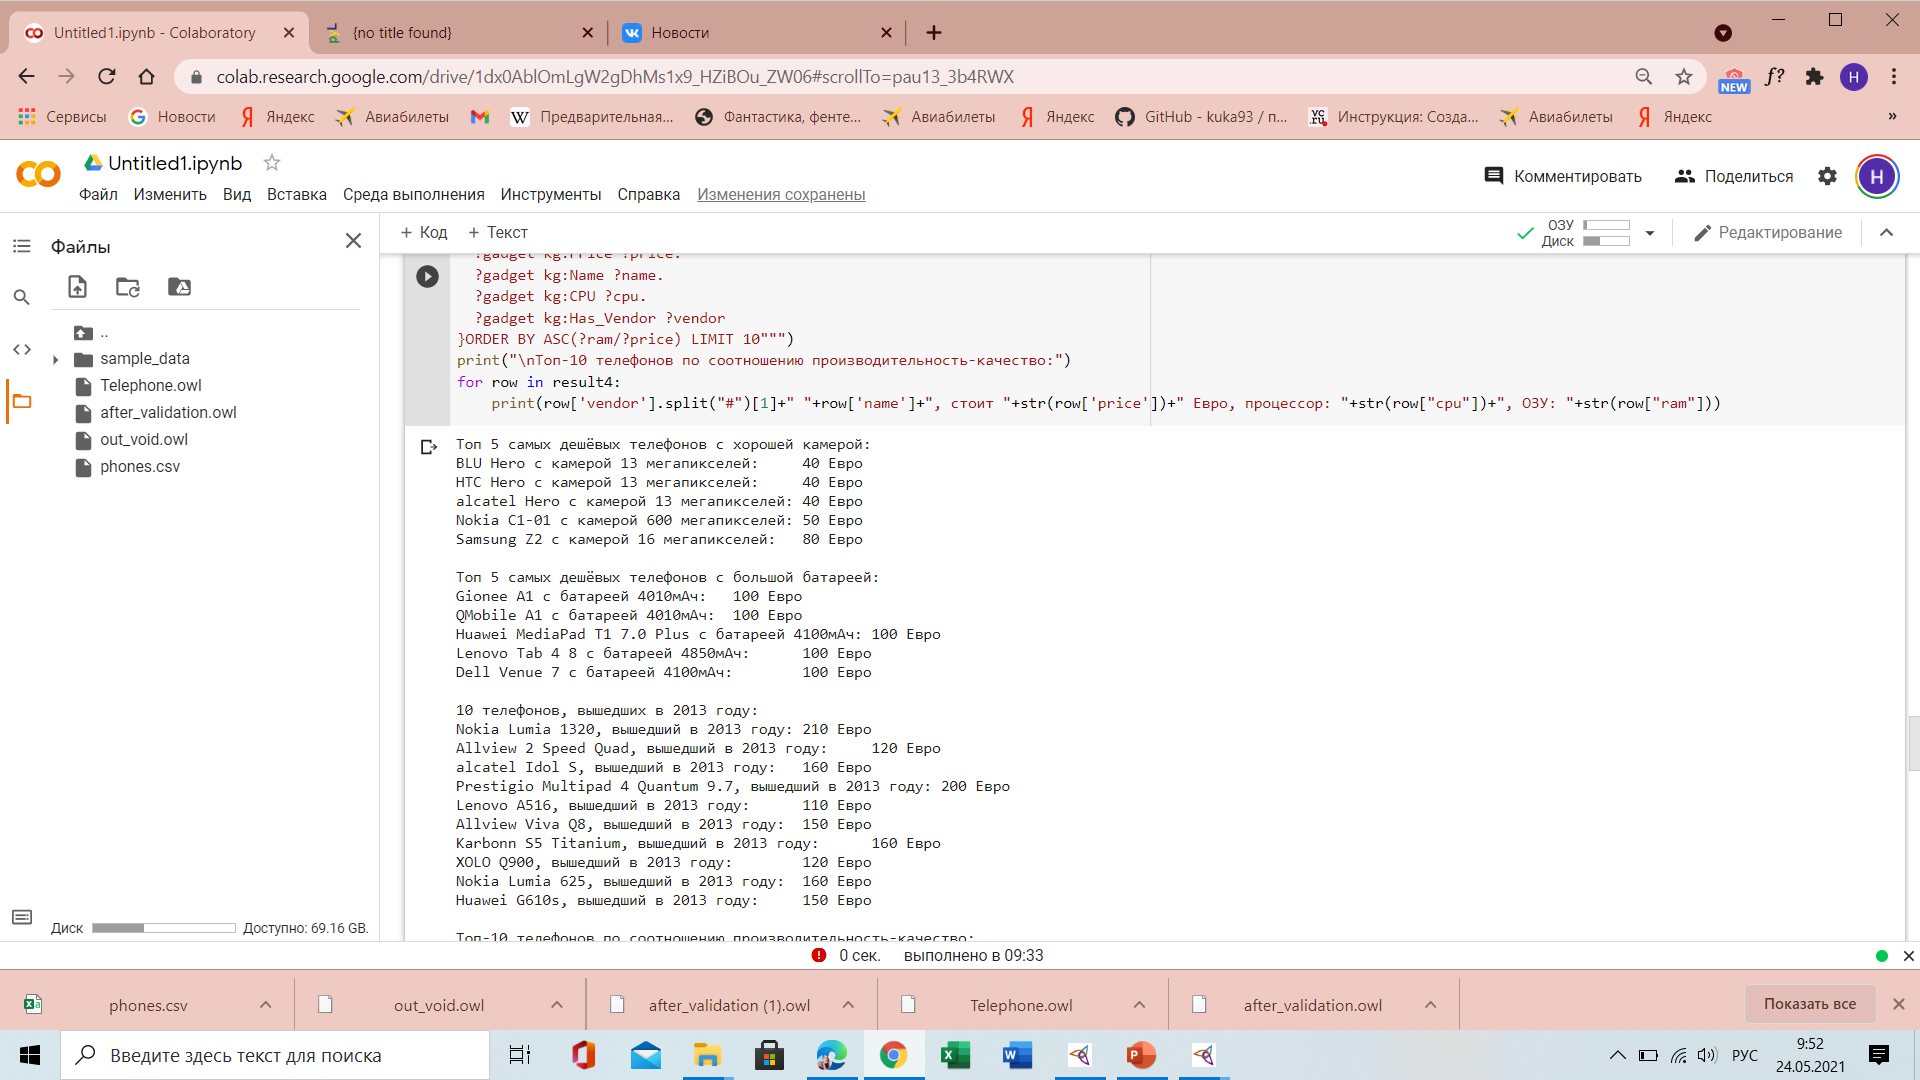 Untitled1.ipynb - Colaboratory
{no title found}
Новости
colab.research.google.com/drive/1dx0AblOmLgW2gDhMs1x9_HZiBOu_ZW06#scrollTo=pau13_3b4RWX
NEW
f?
H
Сервисы
Новости
Яндекс
Авиабилеты
Предварительная...
Фантастика, фенте...
Авиабилеты
Яндекс
GitHub - kuka93 / п...
Инструкция: Созда...
Авиабилеты
Яндекс
»
Untitled1.ipynb
Файл Изменить Вид Вставка Среда выполнения Инструменты Справка Изменения сохранены
Комментировать
Поделиться
H
Файлы
+ Код + Текст
ОЗУ
Диск
Редактирование
..
sample_data
Telephone.owl
after_validation.owl
out_void.owl
phones.csv
Диск
Доступно: 69.16 GB.
?gadget kg:Price ?price.
?gadget kg:Name ?name.
?gadget kg:CPU ?cpu.
?gadget kg:Has_Vendor ?vendor
}ORDER BY ASC(?ram/?price) LIMIT 10""")
print("\nТоп-10 телефонов по соотношению производительность-качество:")
for row in result4:
print(row['vendor'].split("#")[1]+" "+row['name']+", стоит "+str(row['price'])+" Евро, процессор: "+str(row["cpu"])+", ОЗУ: "+str(row["ram"]))
Топ 5 самых дешёвых телефонов с хорошей камерой:
BLU Hero с камерой 13 мегапикселей: 40 Евро
HTC Hero с камерой 13 мегапикселей: 40 Евро
alcatel Hero с камерой 13 мегапикселей: 40 Евро
Nokia C1-01 с камерой 600 мегапикселей: 50 Евро
Samsung Z2 с камерой 16 мегапикселей: 80 Евро
Топ 5 самых дешёвых телефонов с большой батареей:
Gionee A1 с батареей 4010мАч: 100 Евро
QMobile A1 с батареей 4010мАч: 100 Евро
Huawei MediaPad T1 7.0 Plus с батареей 4100мАч: 100 Евро
Lenovo Tab 4 8 с батареей 4850мАч: 100 Евро
Dell Venue 7 с батареей 4100мАч: 100 Евро
10 телефонов, вышедших в 2013 году:
Nokia Lumia 1320, вышедший в 2013 году: 210 Евро
Allview 2 Speed Quad, вышедший в 2013 году: 120 Евро
alcatel Idol S, вышедший в 2013 году: 160 Евро
Prestigio Multipad 4 Quantum 9.7, вышедший в 2013 году: 200 Евро
Lenovo A516, вышедший в 2013 году: 110 Евро
Allview Viva Q8, вышедший в 2013 году: 150 Евро
Karbonn S5 Titanium, вышедший в 2013 году: 160 Евро
XOLO Q900, вышедший в 2013 году: 120 Евро
Nokia Lumia 625, вышедший в 2013 году: 160 Евро
Huawei G610s, вышедший в 2013 году: 150 Евро
Топ-10 телефонов по соотношению производительность-качество:
0 сек. выполнено в 09:33
phones.csv
out_void.owl
after_validation (1).owl
Telephone.owl
after_validation.owl
Показать все
Введите здесь текст для поиска
РУС
9:52
24.05.2021